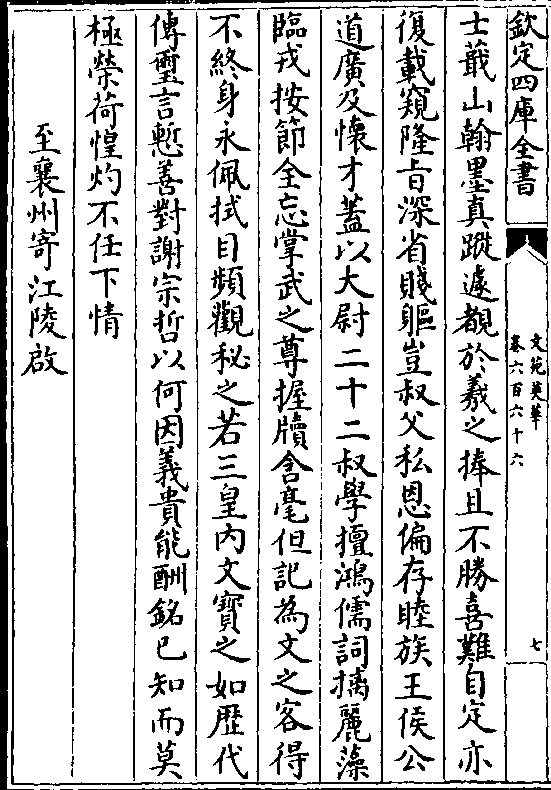 欽定四庫全書
文苑英華
卷六百六十六
七
士蕺山翰墨真蹤遽覩於羲之捧且不勝喜難自定亦
復載窺隆旨深省賤軀豈叔父私恩偏存睦族王侯公
道廣及懷才蓋以大尉二十二叔學擅鴻儒詞摛麗藻
臨戎按節全忘掌武之尊握牘含毫但記為文之客得
不終身永佩拭目頻觀秘之若三皇内文寶之如歴代
傳璽言慙善對謝宗哲以何因義貴能酬銘已知而莫
極榮荷惶灼不任下情
至襄州寄江陵啟